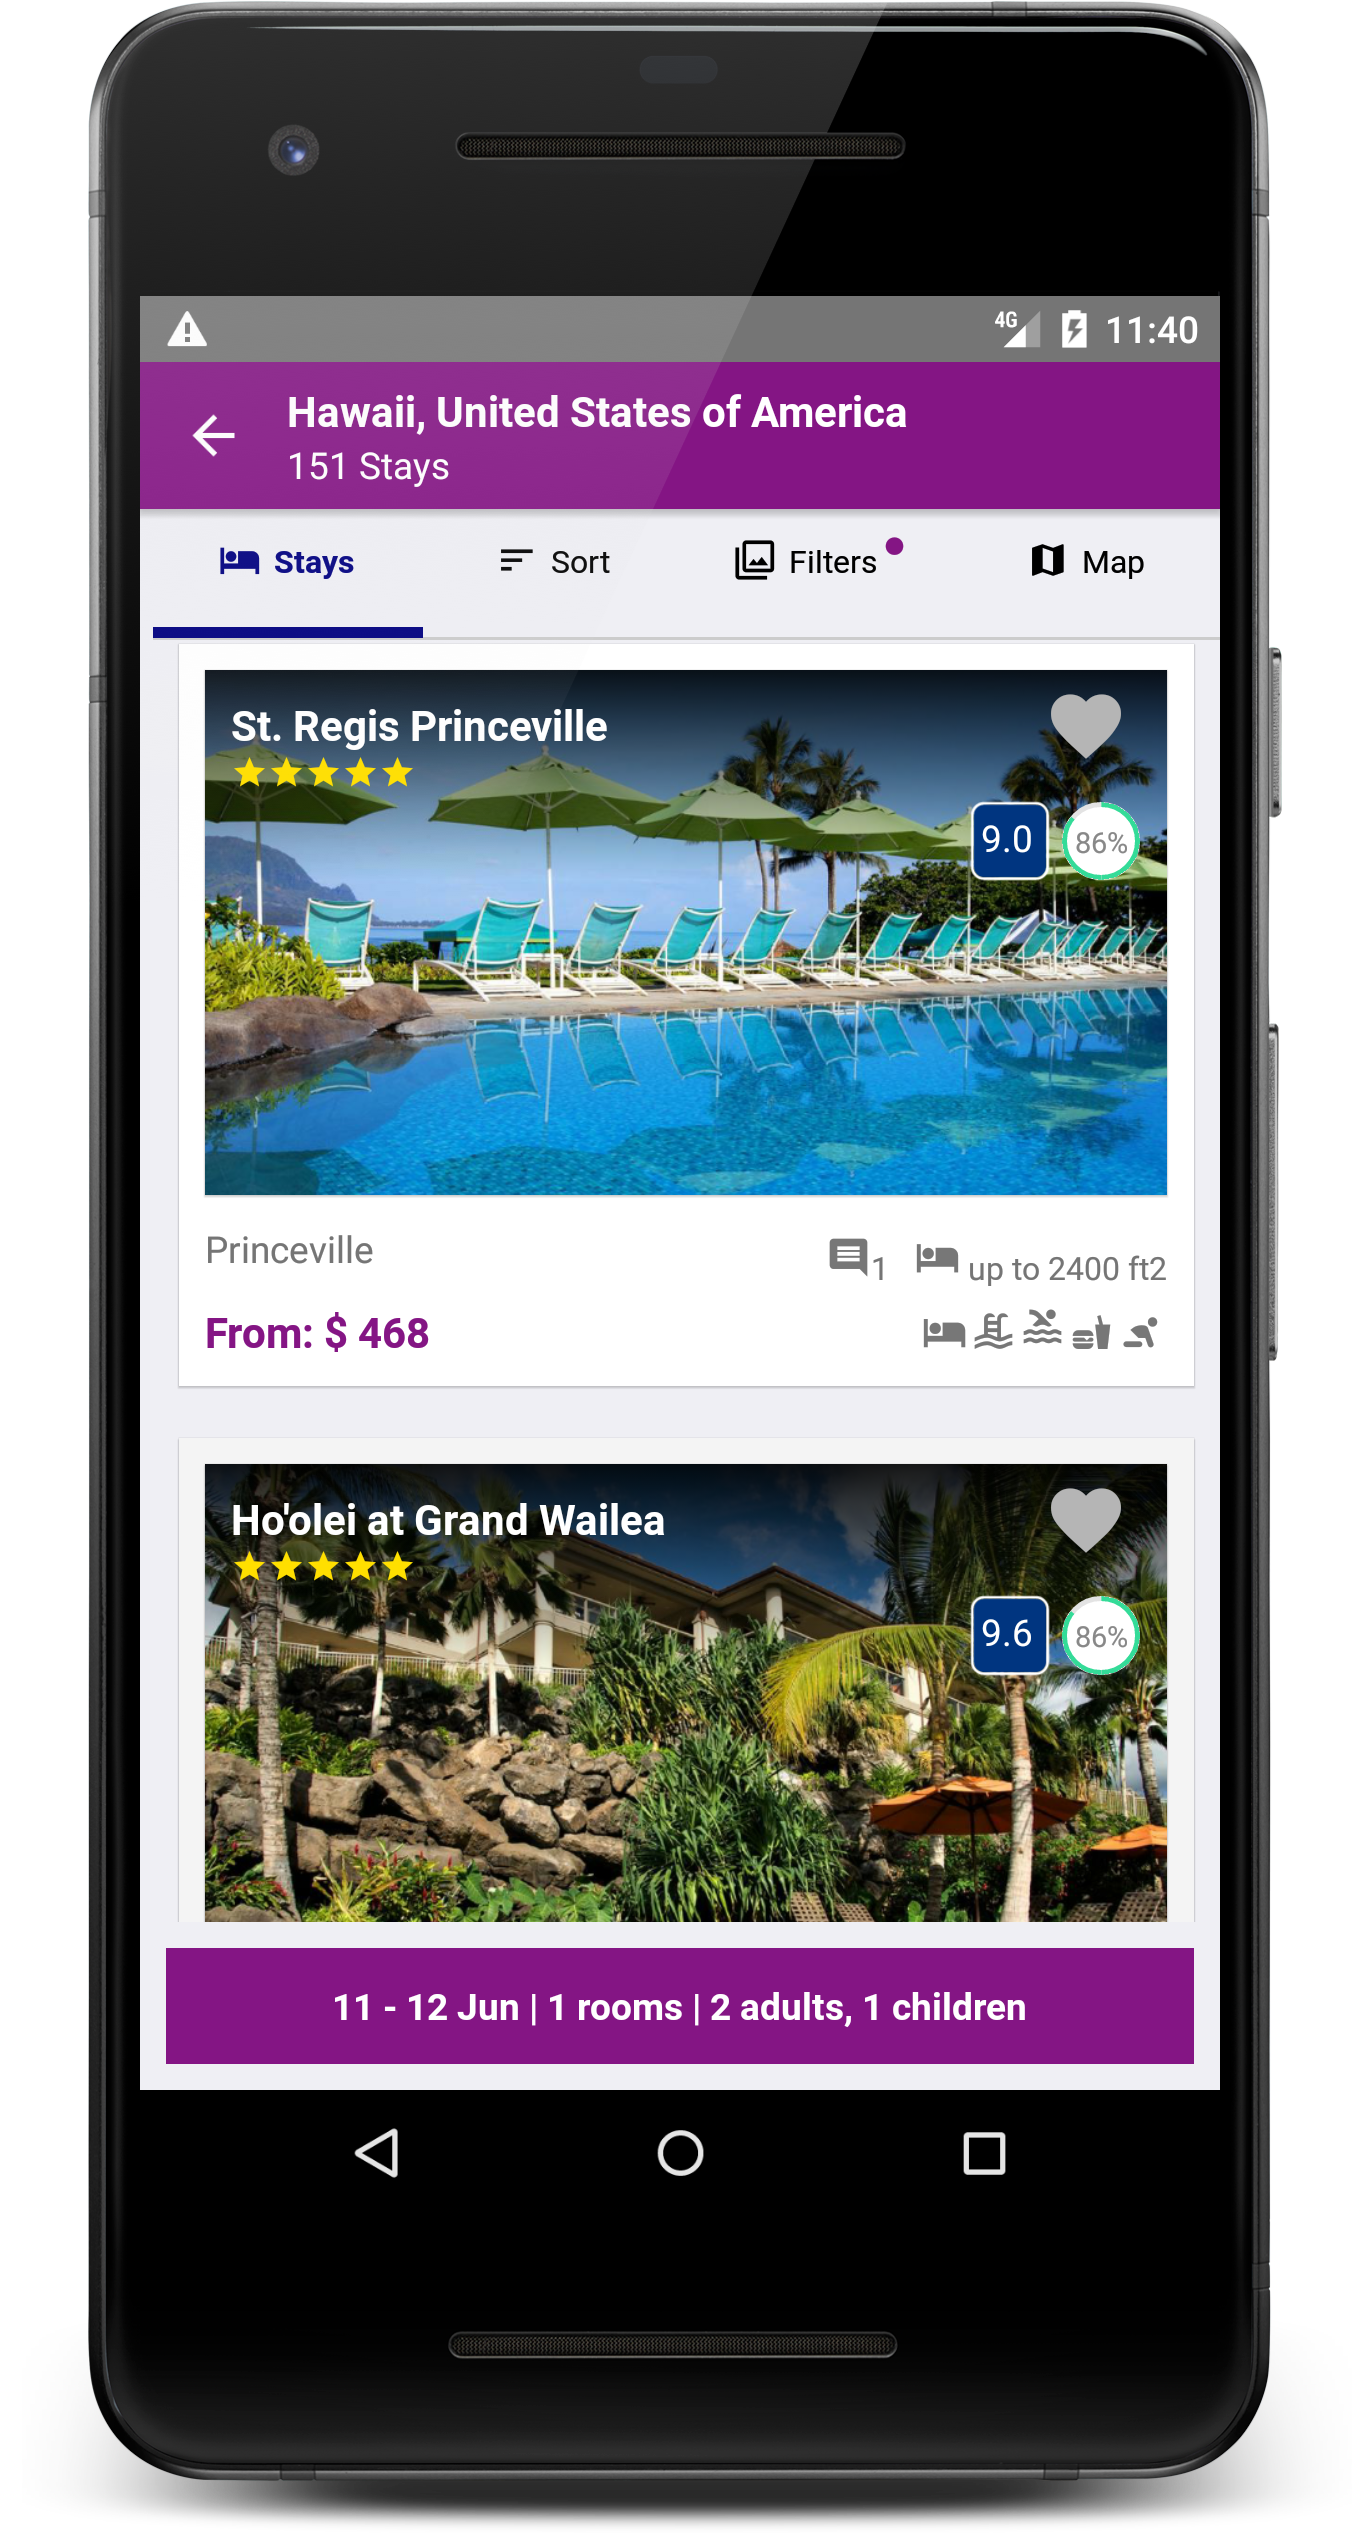 4G 11:40
Hawaii, United States of America
151 Stays
Stays Sort Filters Map
St. Regis Princeville
9.0 86%
Princeville
1 up to 2400 ft2
From: $ 468
Ho'olei at Grand Wailea
9.6 86%
11 - 12 Jun | 1 rooms | 2 adults, 1 children